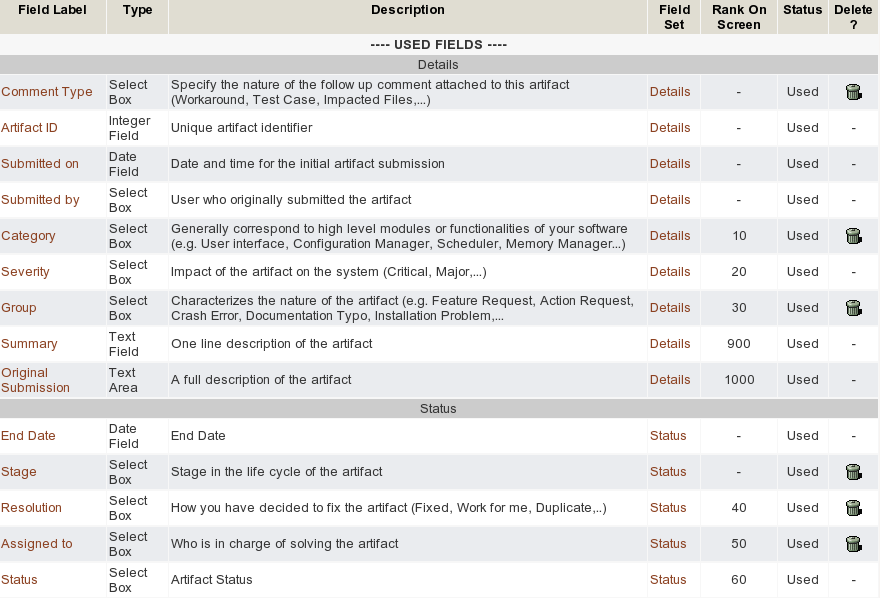 Field Label Type Description Field Set Rank On Screen Status Delete ?
---- USED FIELDS ----
Details
Comment Type Select Box Specify the nature of the follow up comment attached to this artifact (Workaround, Test Case, Impacted Files,...) Details - Used
Artifact ID Integer Field Unique artifact identifier Details - Used -
Submitted on Date Field Date and time for the initial artifact submission Details - Used -
Submitted by Select Box User who originally submitted the artifact Details - Used -
Category Select Box Generally correspond to high level modules or functionalities of your software (e.g. User interface, Configuration Manager, Scheduler, Memory Manager...) Details 10 Used
Severity Select Box Impact of the artifact on the system (Critical, Major,...) Details 20 Used -
Group Select Box Characterizes the nature of the artifact (e.g. Feature Request, Action Request, Crash Error, Documentation Typo, Installation Problem,... Details 30 Used
Summary Text Field One line description of the artifact Details 900 Used -
Original Submission Text Area A full description of the artifact Details 1000 Used -
Status
End Date Date Field End Date Status - Used -
Stage Select Box Stage in the life cycle of the artifact Status - Used
Resolution Select Box How you have decided to fix the artifact (Fixed, Work for me, Duplicate,..) Status 40 Used
Assigned to Select Box Who is in charge of solving the artifact Status 50 Used
Status Select Box Artifact Status Status 60 Used -